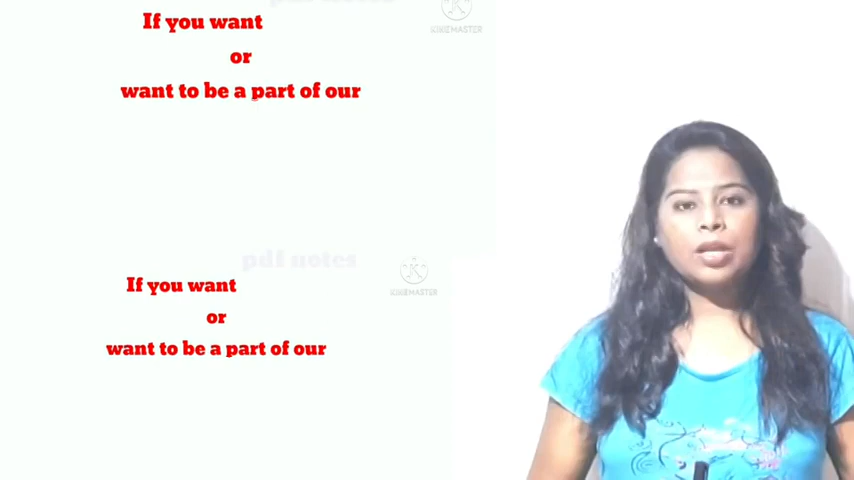 If you want
KINEMASTER
or
want to be a part of our
pdf notes
If you want
KINEMASTER
or
want to be a part of our